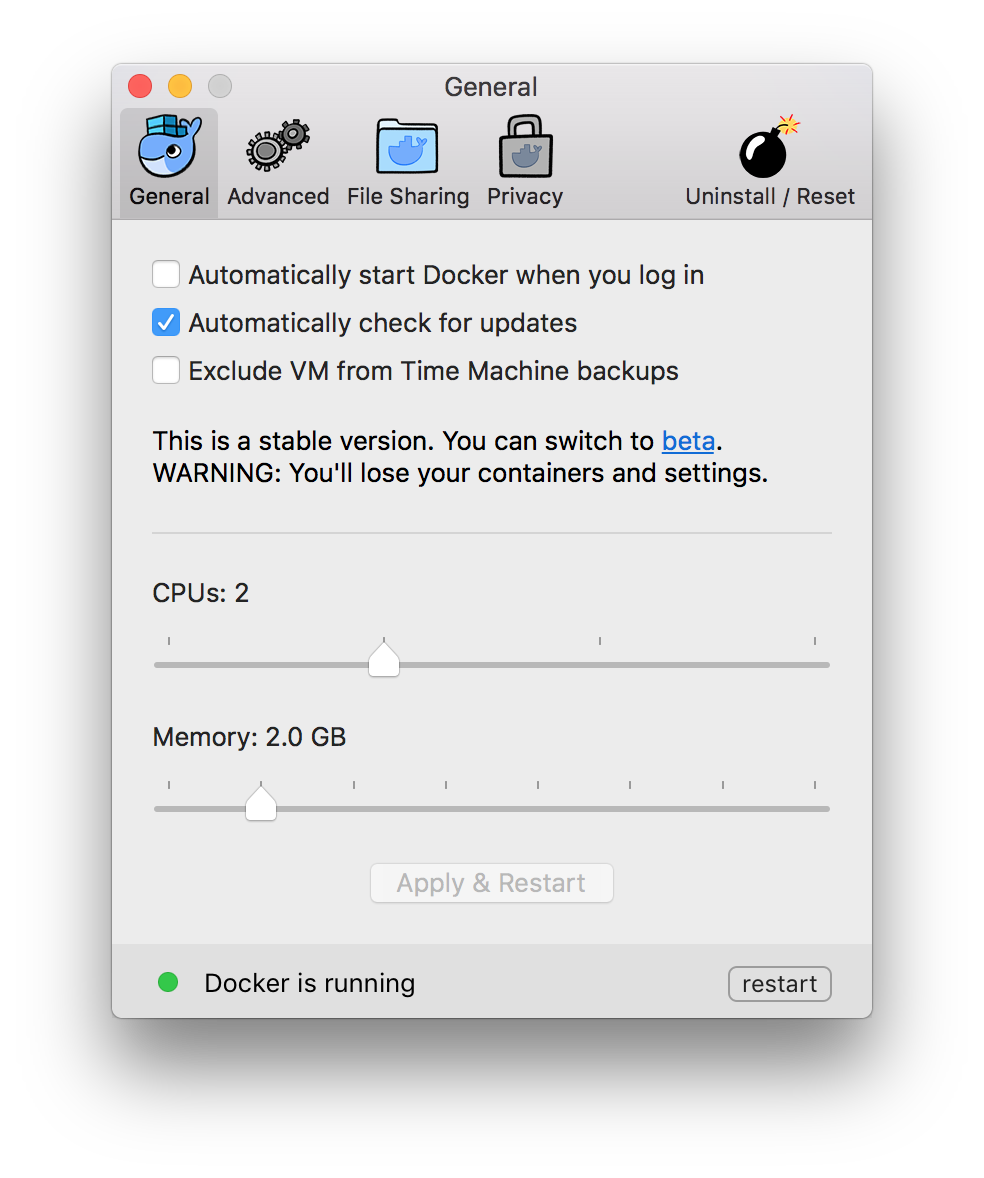 General
General Advanced File Sharing Privacy Uninstall / Reset
Automatically start Docker when you log in
Automatically check for updates
Exclude VM from Time Machine backups
This is a stable version. You can switch to beta.
WARNING: You'll lose your containers and settings.
CPUs: 2
Memory: 2.0 GB
Apply & Restart
Docker is running restart